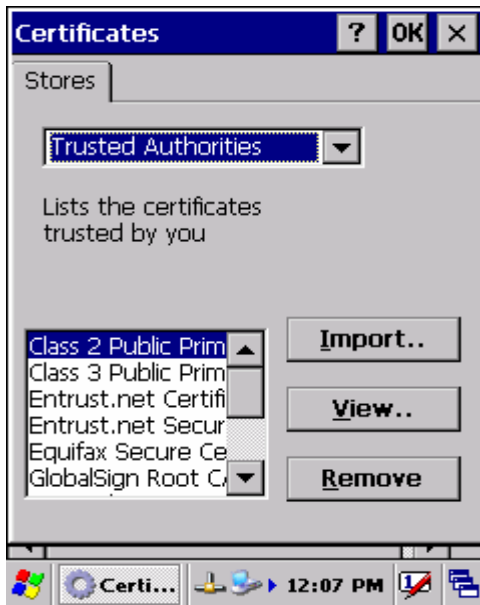 Certificates ? OK ×
Stores
Trusted Authorities
Lists the certificates
trusted by you
Class 2 Public Prim
Class 3 Public Prim
Entrust.net Certifi
Entrust.net Secur
Equifax Secure Ce
GlobalSign Root CA
Import..
View..
Remove
Certi... 12:07 PM